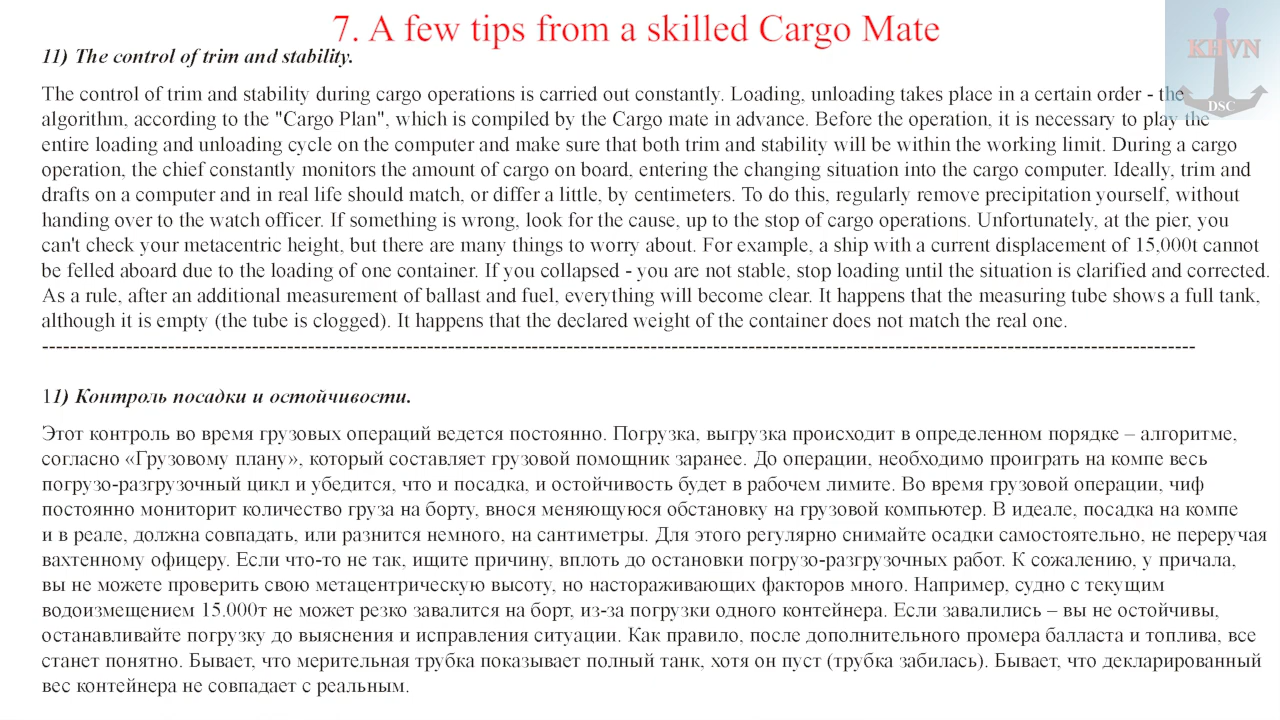 7. A few tips from a skilled Cargo Mate
KHVN
DSC
11) The control of trim and stability.
The control of trim and stability during cargo operations is carried out constantly. Loading, unloading takes place in a certain order - the
algorithm, according to the "Cargo Plan", which is compiled by the Cargo mate in advance. Before the operation, it is necessary to play the
entire loading and unloading cycle on the computer and make sure that both trim and stability will be within the working limit. During a cargo
operation, the chief constantly monitors the amount of cargo on board, entering the changing situation into the cargo computer. Ideally, trim and
drafts on a computer and in real life should match, or differ a little, by centimeters. To do this, regularly remove precipitation yourself, without
handing over to the watch officer. If something is wrong, look for the cause, up to the stop of cargo operations. Unfortunately, at the pier, you
can't check your metacentric height, but there are many things to worry about. For example, a ship with a current displacement of 15,000t cannot
be felled aboard due to the loading of one container. If you collapsed - you are not stable, stop loading until the situation is clarified and corrected.
As a rule, after an additional measurement of ballast and fuel, everything will become clear. It happens that the measuring tube shows a full tank,
although it is empty (the tube is clogged). It happens that the declared weight of the container does not match the real one.
---------------------------------------------------------------------------------------------------------------------------------------------------------------------
11) Контроль посадки и остойчивости.
Этот контроль во время грузовых операций ведется постоянно. Погрузка, выгрузка происходит в определенном порядке – алгоритме,
согласно «Грузовому плану», который составляет грузовой помощник заранее. До операции, необходимо проиграть на компе весь
погрузо-разгрузочный цикл и убедится, что и посадка, и остойчивость будет в рабочем лимите. Во время грузовой операции, чиф
постоянно мониторит количество груза на борту, внося меняющуюся обстановку на грузовой компьютер. В идеале, посадка на компе
и в реале, должна совпадать, или разнится немного, на сантиметры. Для этого регулярно снимайте осадки самостоятельно, не переручая
вахтенному офицеру. Если что-то не так, ищите причину, вплоть до остановки погрузо-разгрузочных работ. К сожалению, у причала,
вы не можете проверить свою метацентрическую высоту, но настораживающих факторов много. Например, судно с текущим
водоизмещением 15.000т не может резко завалится на борт, из-за погрузки одного контейнера. Если завалились – вы не остойчивы,
останавливайте погрузку до выяснения и исправления ситуации. Как правило, после дополнительного промера балласта и топлива, все
станет понятно. Бывает, что мерительная трубка показывает полный танк, хотя он пуст (трубка забилась). Бывает, что декларированный
вес контейнера не совпадает с реальным.